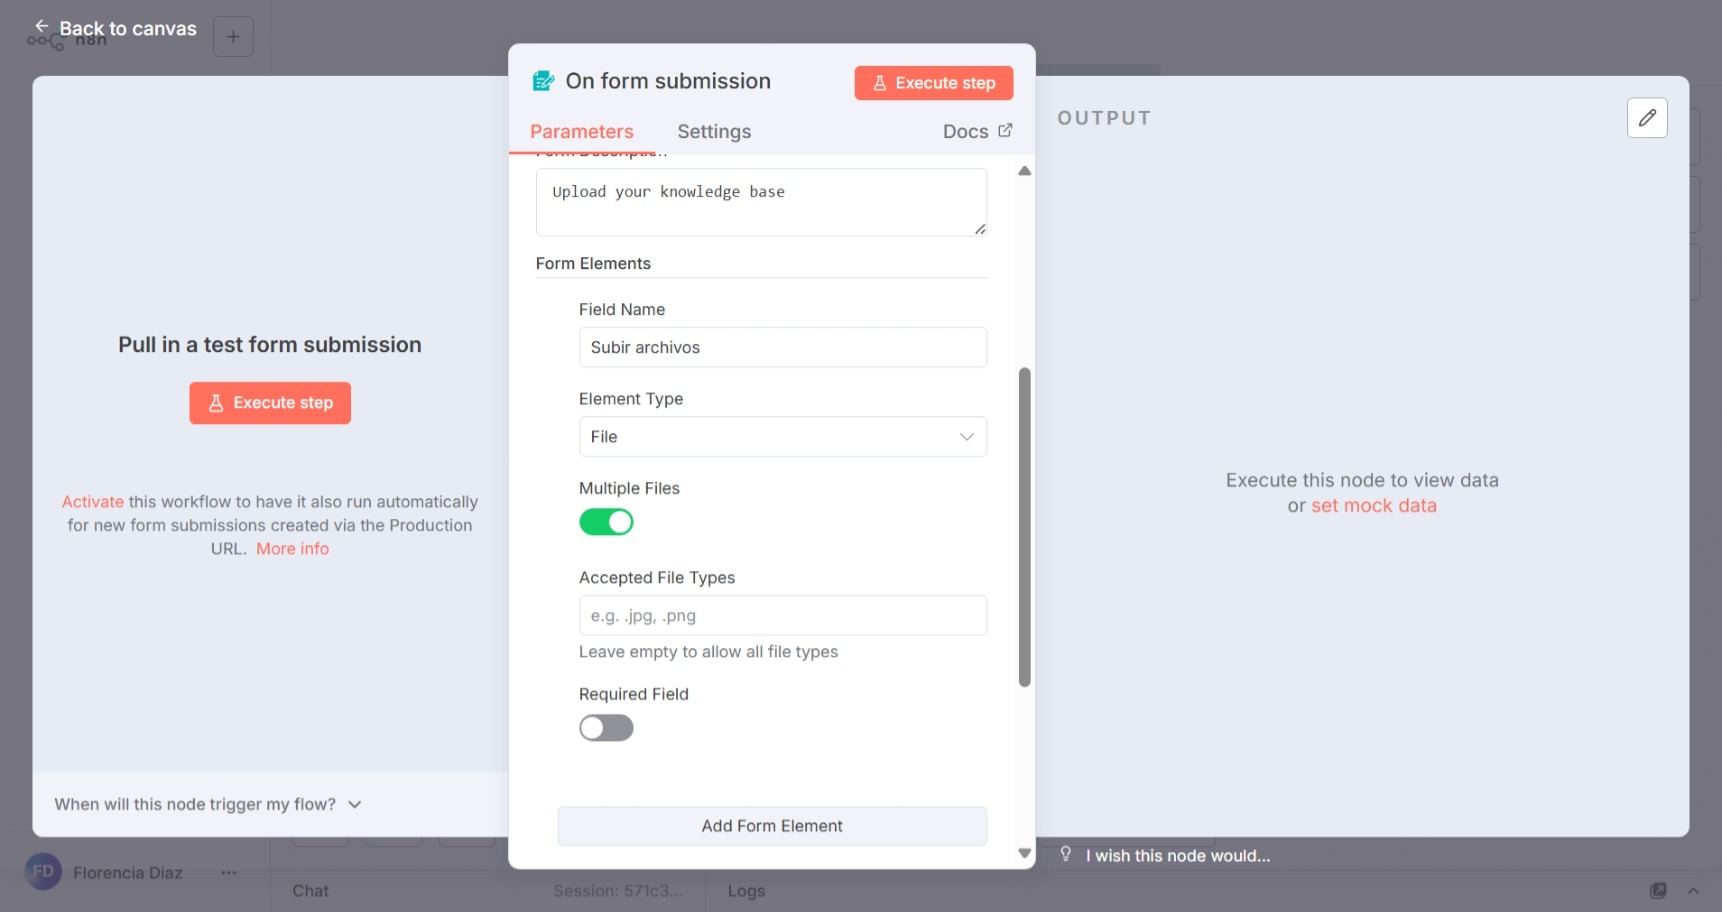 Back to canvas
n8n
On form submission
Execute step
Parameters
Settings
Docs
Form Description
Upload your knowledge base
Form Elements
Field Name
Subir archivos
Element Type
File
Multiple Files
Accepted File Types
e.g. .jpg, .png
Leave empty to allow all file types
Required Field
Add Form Element
Pull in a test form submission
Execute step
Activate this workflow to have it also run automatically
for new form submissions created via the Production
URL. More info
When will this node trigger my flow?
OUTPUT
Execute this node to view data
or set mock data
I wish this node would...
FD
Florencia Diaz
Chat
Session: 571c3...
Logs